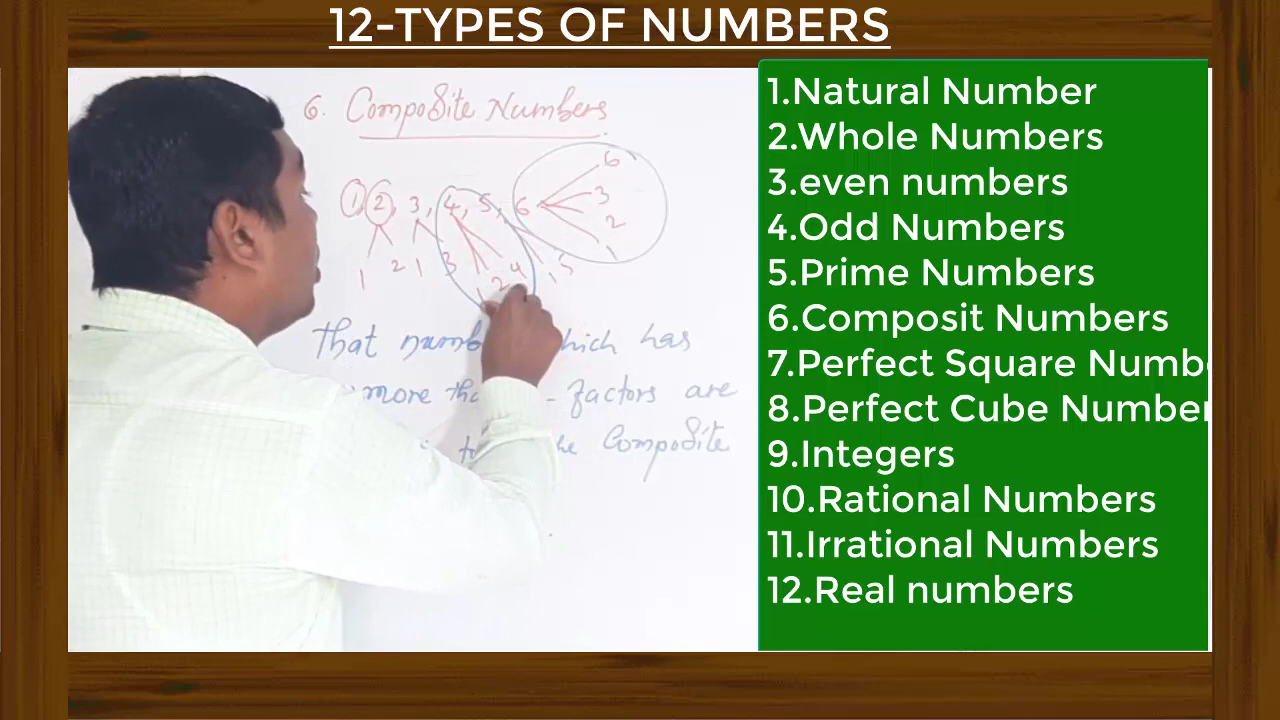 12-TYPES OF NUMBERS
6. Composite Numbers
1, 2, 3, 4, 5, 6
6
3
2
1
1 2 1 3 2 4 1 5
That numb which has
more tha - factors are
Composite
1.Natural Number
2.Whole Numbers
3.even numbers
4.Odd Numbers
5.Prime Numbers
6.Composit Numbers
7.Perfect Square Numb
8.Perfect Cube Number
9.Integers
10.Rational Numbers
11.Irrational Numbers
12.Real numbers